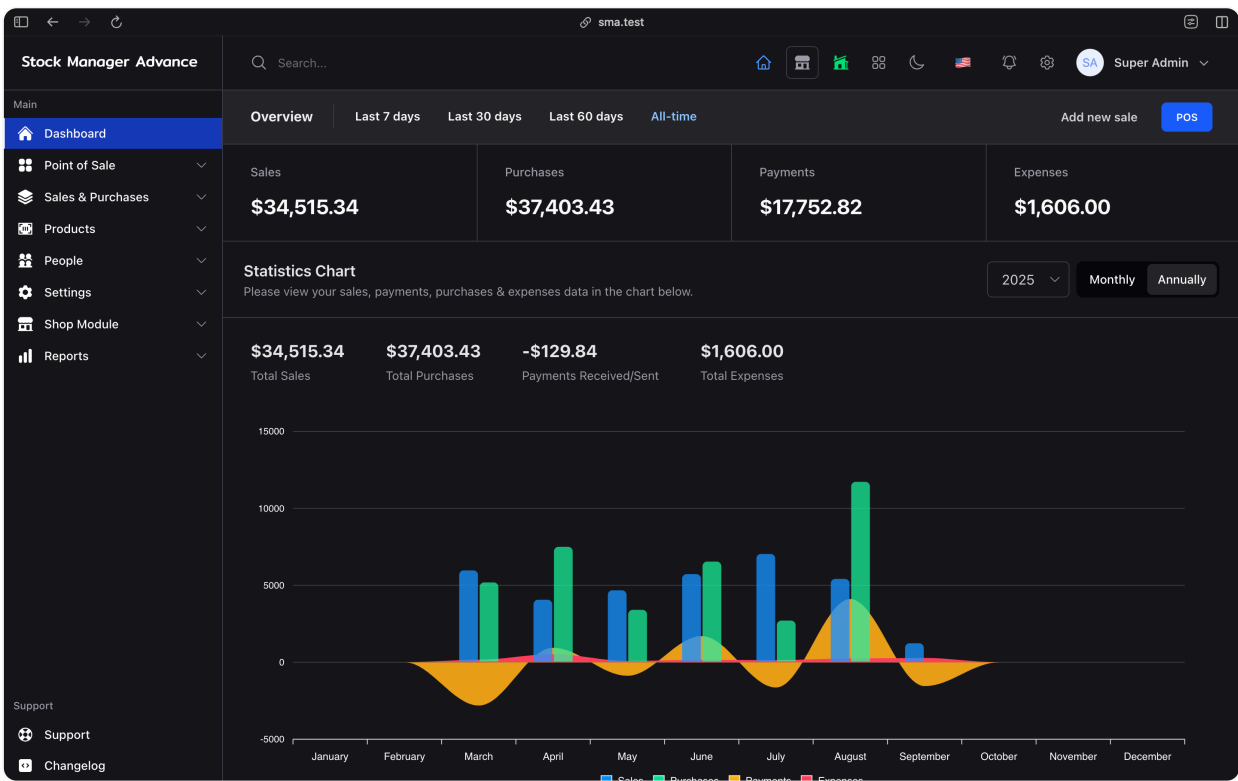 sma.test
Stock Manager Advance
Search...
SA
Super Admin
Main
Dashboard
Point of Sale
Sales & Purchases
Products
People
Settings
Shop Module
Reports
Support
Support
Changelog
Overview
Last 7 days
Last 30 days
Last 60 days
All-time
Add new sale
POS
Sales
Purchases
Payments
Expenses
$34,515.34
$37,403.43
$17,752.82
$1,606.00
Statistics Chart
Please view your sales, payments, purchases & expenses data in the chart below.
2025
Monthly
Annually
$34,515.34
$37,403.43
-$129.84
$1,606.00
Total Sales
Total Purchases
Payments Received/Sent
Total Expenses
15000
10000
5000
0
-5000
January
February
March
April
May
June
July
August
September
October
November
December
Sales
Purchases
Payments
Expenses